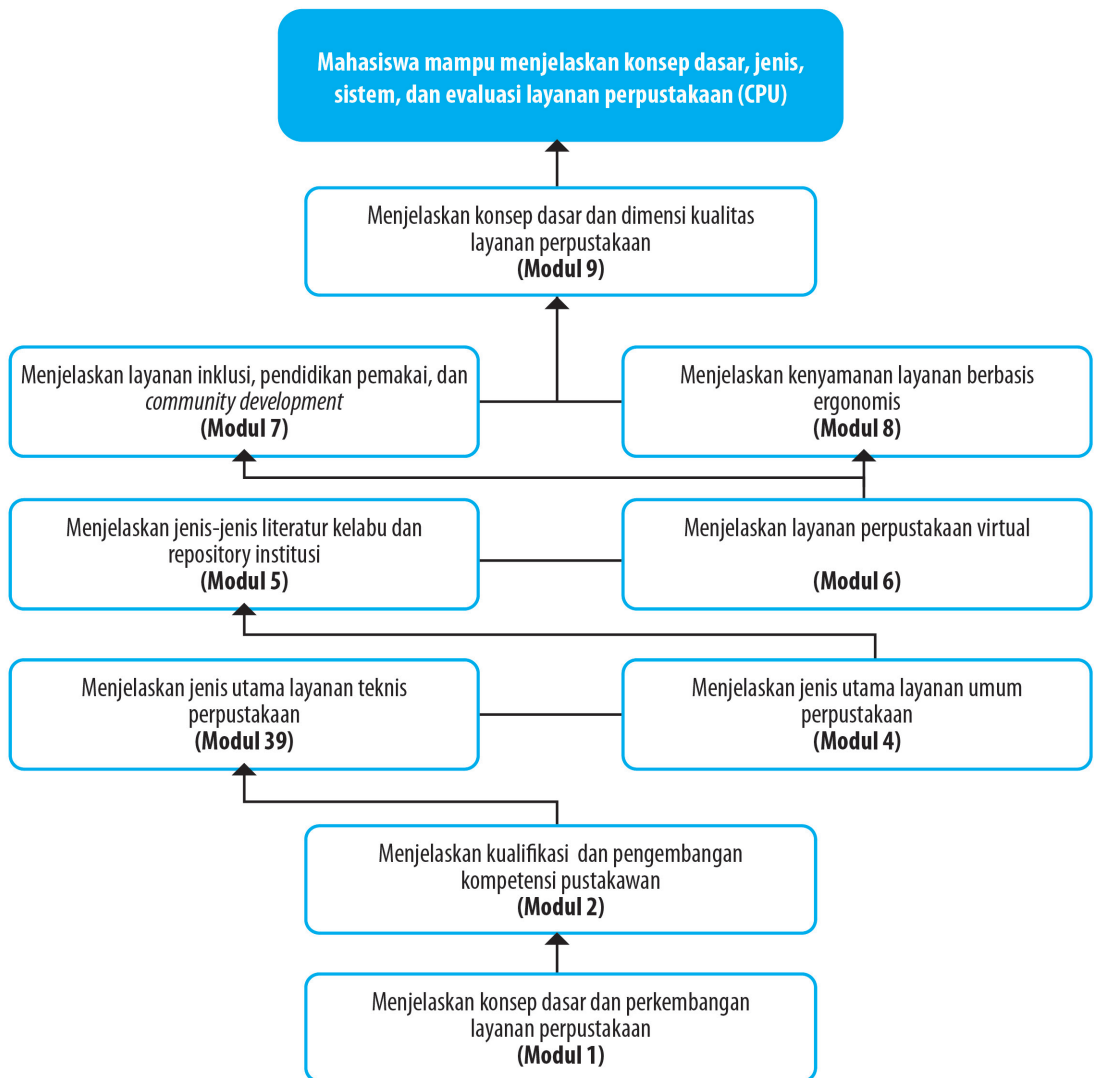 Mahasiswa mampu menjelaskan konsep dasar, jenis,
sistem, dan evaluasi layanan perpustakaan (CPU)
Menjelaskan konsep dasar dan dimensi kualitas
layanan perpustakaan
(Modul 9)
Menjelaskan layanan inklusi, pendidikan pemakai, dan
community development
(Modul 7)
Menjelaskan kenyamanan layanan berbasis
ergonomis
(Modul 8)
Menjelaskan jenis-jenis literatur kelabu dan
repository institusi
(Modul 5)
Menjelaskan layanan perpustakaan virtual
(Modul 6)
Menjelaskan jenis utama layanan teknis
perpustakaan
(Modul 39)
Menjelaskan jenis utama layanan umum
perpustakaan
(Modul 4)
Menjelaskan kualifikasi dan pengembangan
kompetensi pustakawan
(Modul 2)
Menjelaskan konsep dasar dan perkembangan
layanan perpustakaan
(Modul 1)